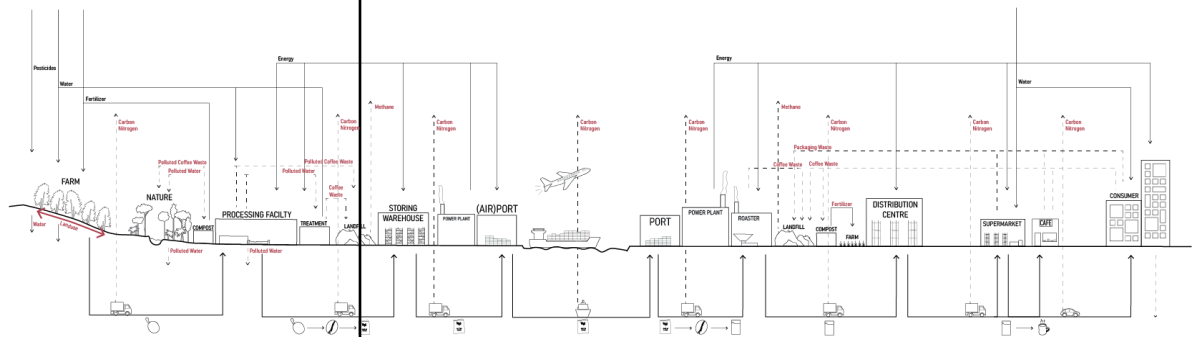 Pesticides
Water
Fertilizer
Energy
Methane
Carbon
Nitrogen
Carbon
Nitrogen
Carbon
Nitrogen
Polluted Coffee Waste
Polluted Water
Polluted Coffee Waste
Polluted Water
Coffee
Waste
FARM
NATURE
COMPOST
PROCESSING FACILTY
TREATMENT
LANDFILL
STORING
WAREHOUSE
POWER PLANT
(AIR)PORT
Water
Landuse
Polluted Water
Polluted Water
Carbon
Nitrogen
Energy
Water
Carbon
Nitrogen
Methane
Carbon
Nitrogen
Carbon
Nitrogen
Carbon
Nitrogen
Packaging Waste
Coffee Waste
Coffee Waste
Fertilizer
PORT
POWER PLANT
ROASTER
LANDFILL
COMPOST
FARM
DISTRIBUTION
CENTRE
SUPERMARKET
CAFE
CONSUMER